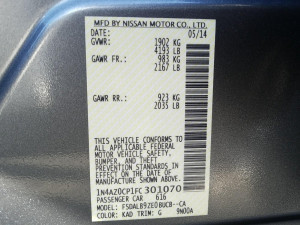 MFD BY NISSAN MOTOR CO., LTD.
DATE: 05/14
GVWR: 1902 KG
4193 LB
GAWR FR.: 983 KG
2167 LB
GAWR RR.: 923 KG
2035 LB
THIS VEHICLE CONFORMS TO ALL
APPLICABLE FEDERAL MOTOR VEHICLE
SAFETY, BUMPER, AND THEFT
PREVENTION STANDARDS IN EFFECT
ON THE DATE OF MANUFACTURE
SHOWN ABOVE.
1N4AZ0CP1FC301070
PASSENGER CAR 616
MODEL
COLOR: KAD TRIM: G 9N00A